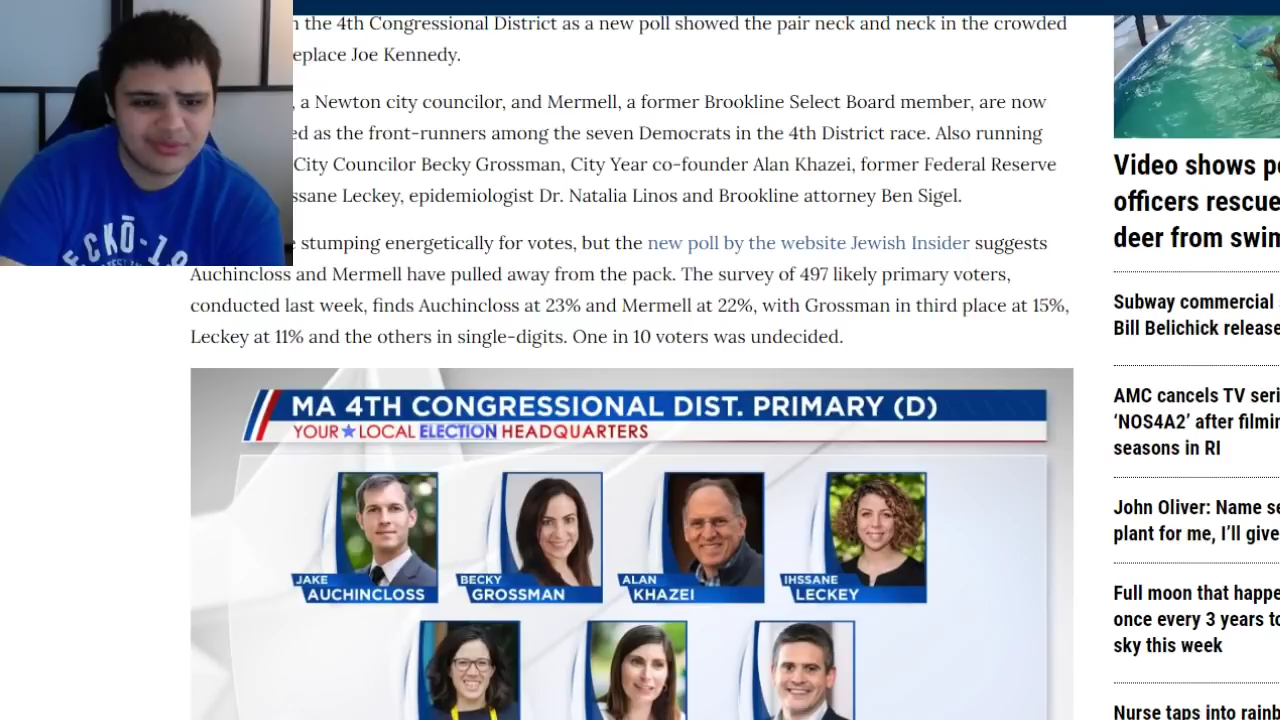 the 4th Congressional District as a new poll showed the pair neck and neck in the crowded
eplace Joe Kennedy.
, a Newton city councilor, and Mermell, a former Brookline Select Board member, are now
ed as the front-runners among the seven Democrats in the 4th District race. Also running
City Councilor Becky Grossman, City Year co-founder Alan Khazei, former Federal Reserve
ssane Leckey, epidemiologist Dr. Natalia Linos and Brookline attorney Ben Sigel.
stumping energetically for votes, but the new poll by the website Jewish Insider suggests
Auchincloss and Mermell have pulled away from the pack. The survey of 497 likely primary voters,
conducted last week, finds Auchincloss at 23% and Mermell at 22%, with Grossman in third place at 15%,
Leckey at 11% and the others in single-digits. One in 10 voters was undecided.
MA 4TH CONGRESSIONAL DIST. PRIMARY (D)
YOUR LOCAL ELECTION HEADQUARTERS
JAKE
AUCHINCLOSS
BECKY
GROSSMAN
ALAN
KHAZEI
IHSSANE
LECKEY
Video shows po
officers rescue
deer from swim
Subway commercial
Bill Belichick release
AMC cancels TV seri
‘NOS4A2’ after filmin
seasons in RI
John Oliver: Name se
plant for me, I’ll give
Full moon that happe
once every 3 years to
sky this week
Nurse taps into rainb
ECKŌ-19